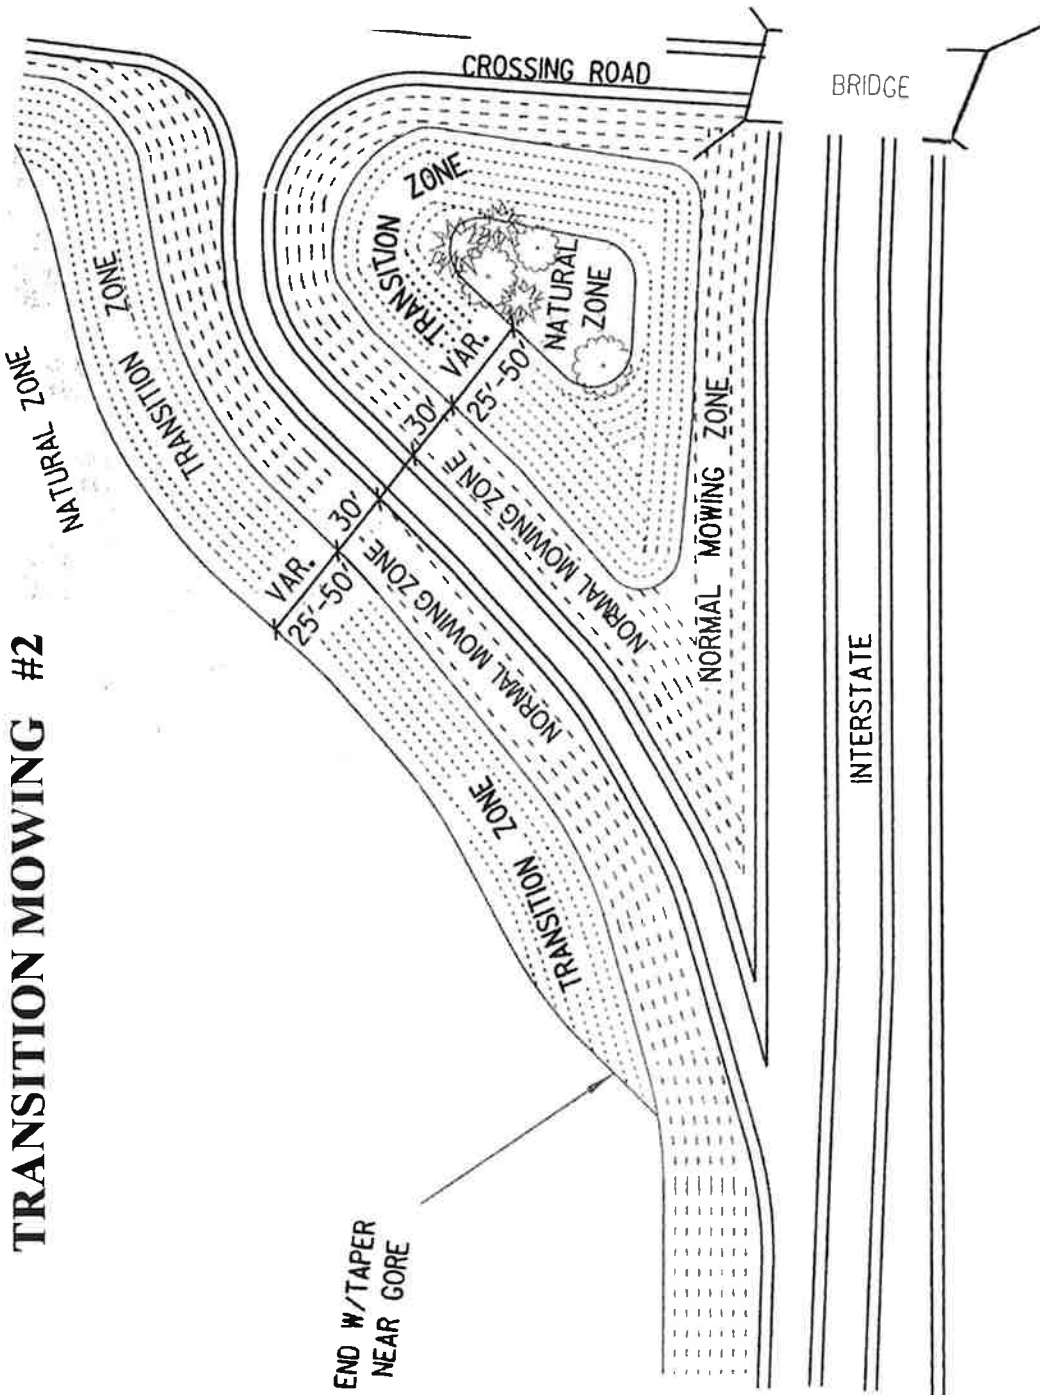 TRANSITION MOWING #2
NATURAL ZONE
TRANSITION ZONE
VAR.
25'-50'
30'
NORMAL MOWING ZONE
TRANSITION ZONE
END W/TAPER
NEAR GORE
CROSSING ROAD
BRIDGE
TRANSITION ZONE
NATURAL
ZONE
VAR.
25'-50'
30'
NORMAL MOWING ZONE
NORMAL MOWING ZONE
INTERSTATE